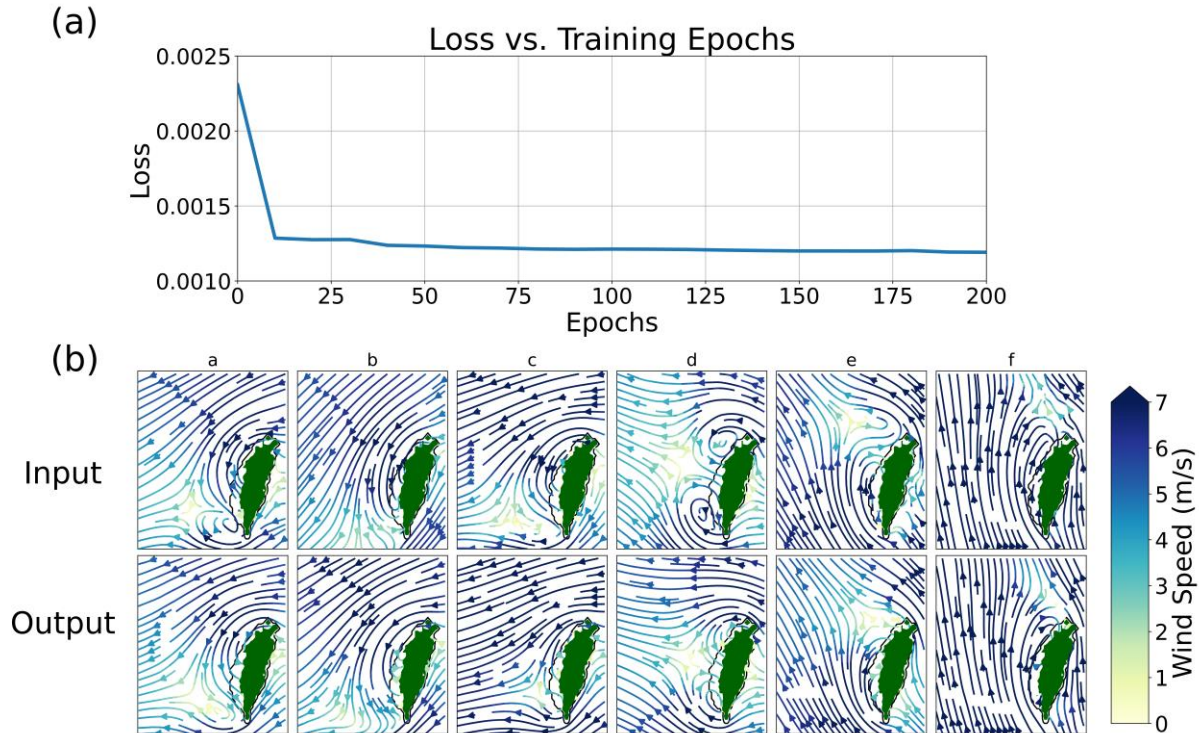 (a)
Loss vs. Training Epochs
0.0025
0.0020
0.0015
0.0010
Loss
0 25 50 75 100 125 150 175 200
Epochs
(b)
a b c d e f
Input
Output
7
6
5
4
3
2
1
0
Wind Speed (m/s)